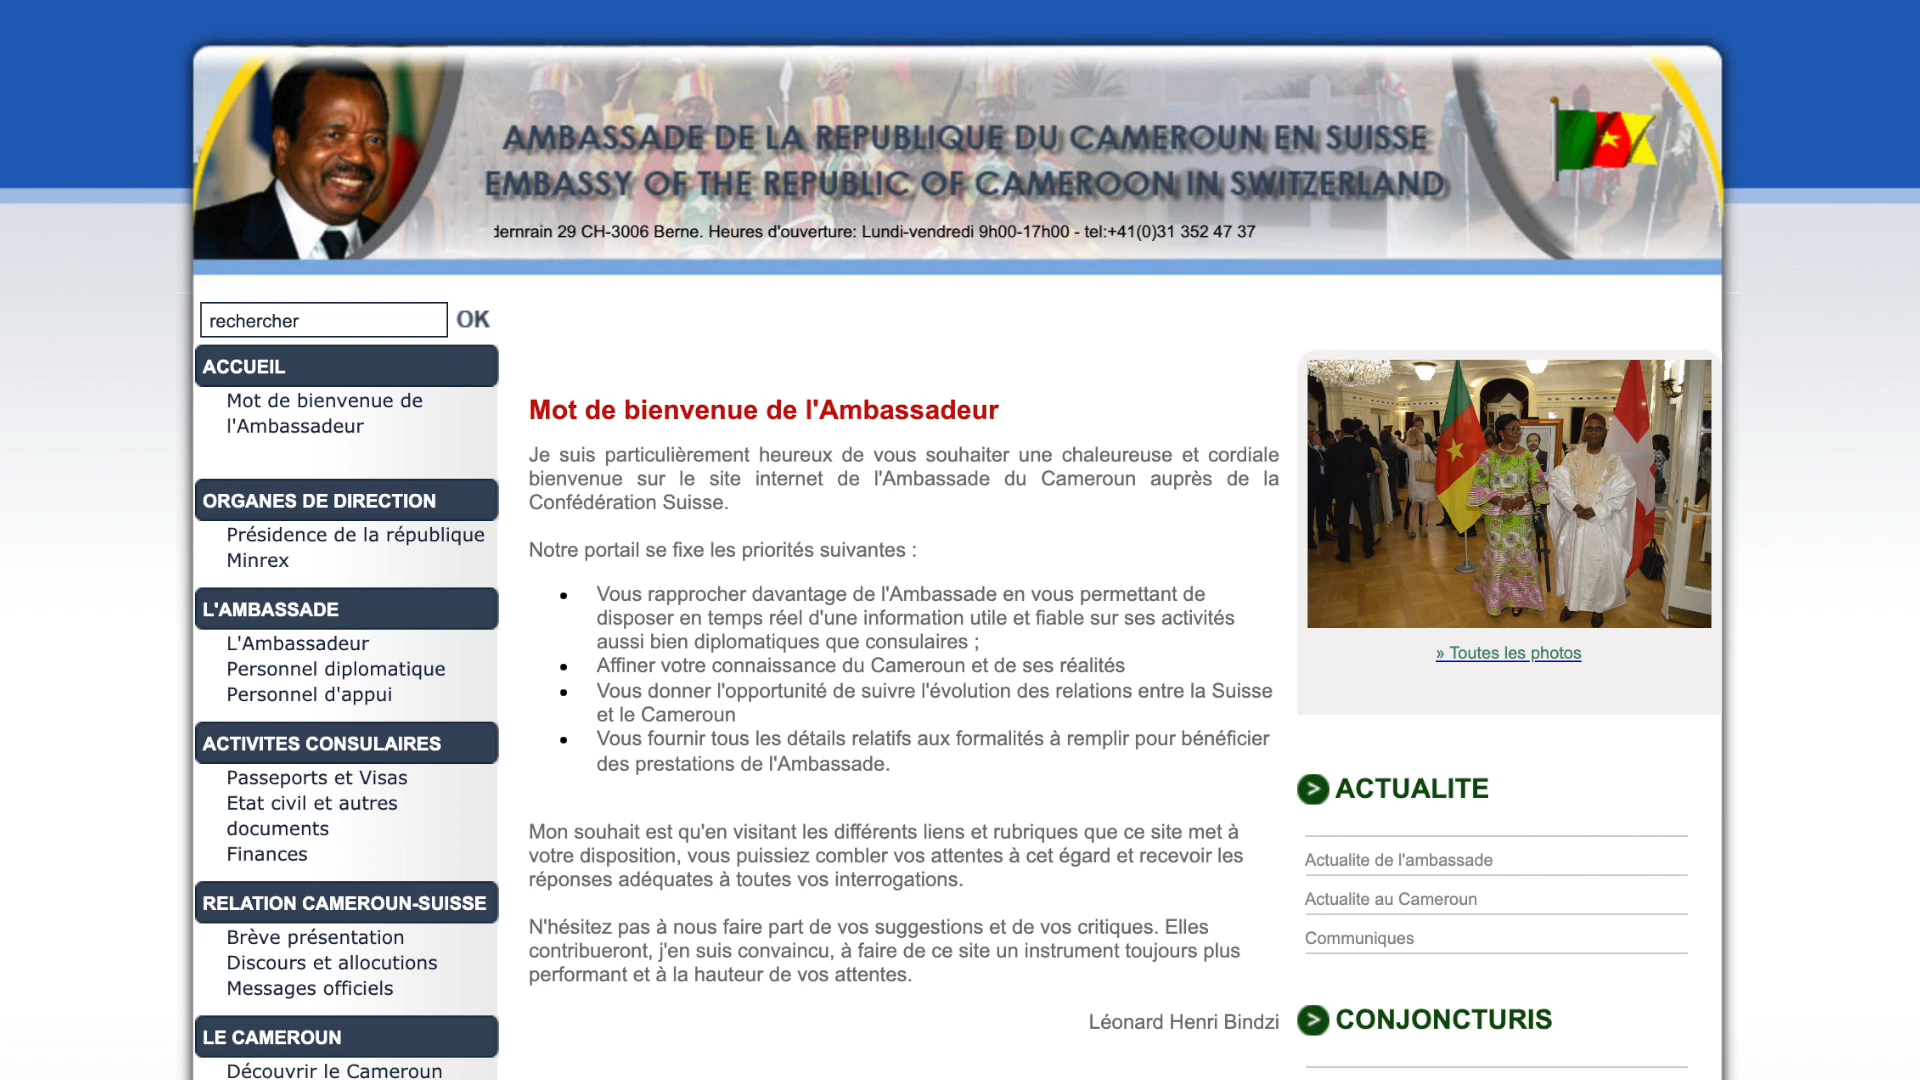 AMBASSADE DE LA REPUBLIQUE DU CAMEROUN EN SUISSE
EMBASSY OF THE REPUBLIC OF CAMEROON IN SWITZERLAND
dernrain 29 CH-3006 Berne. Heures d'ouverture: Lundi-vendredi 9h00-17h00 - tel:+41(0)31 352 47 37
rechercher OK
ACCUEIL
Mot de bienvenue de
l'Ambassadeur
ORGANES DE DIRECTION
Présidence de la république
Minrex
L'AMBASSADE
L'Ambassadeur
Personnel diplomatique
Personnel d'appui
ACTIVITES CONSULAIRES
Passeports et Visas
Etat civil et autres
documents
Finances
RELATION CAMEROUN-SUISSE
Brève présentation
Discours et allocutions
Messages officiels
LE CAMEROUN
Découvrir le Cameroun
Mot de bienvenue de l'Ambassadeur
Je suis particulièrement heureux de vous souhaiter une chaleureuse et cordiale
bienvenue sur le site internet de l'Ambassade du Cameroun auprès de la
Confédération Suisse.
Notre portail se fixe les priorités suivantes :
• Vous rapprocher davantage de l'Ambassade en vous permettant de
disposer en temps réel d'une information utile et fiable sur ses activités
aussi bien diplomatiques que consulaires ;
• Affiner votre connaissance du Cameroun et de ses réalités
• Vous donner l'opportunité de suivre l'évolution des relations entre la Suisse
et le Cameroun
• Vous fournir tous les détails relatifs aux formalités à remplir pour bénéficier
des prestations de l'Ambassade.
Mon souhait est qu'en visitant les différents liens et rubriques que ce site met à
votre disposition, vous puissiez combler vos attentes à cet égard et recevoir les
réponses adéquates à toutes vos interrogations.
N'hésitez pas à nous faire part de vos suggestions et de vos critiques. Elles
contribueront, j'en suis convaincu, à faire de ce site un instrument toujours plus
performant et à la hauteur de vos attentes.
Léonard Henri Bindzi
» Toutes les photos
ACTUALITE
Actualite de l'ambassade
Actualite au Cameroun
Communiques
CONJONCTURIS